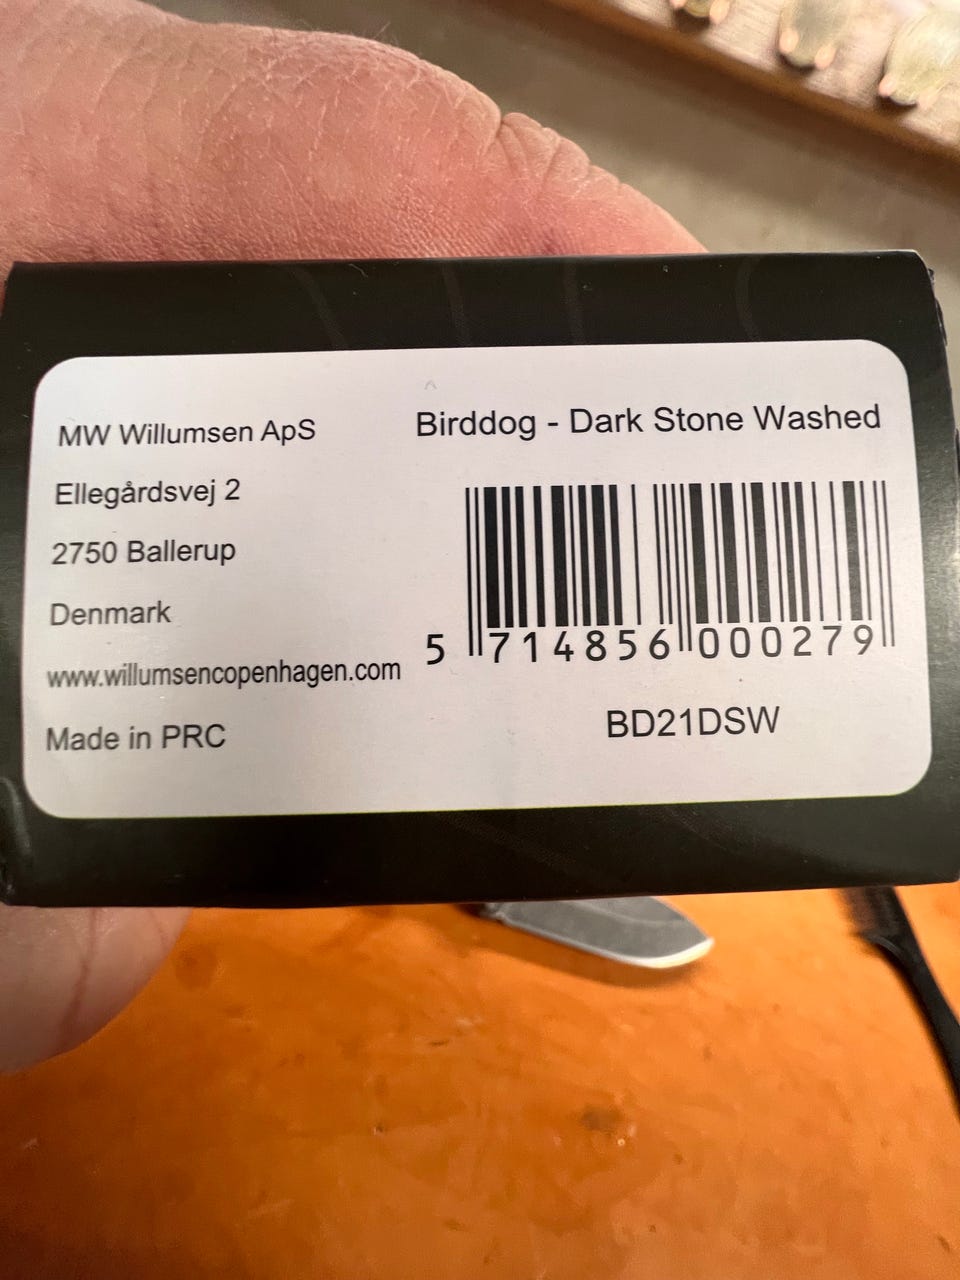 MW Willumsen ApS
Ellegårdsvej 2
2750 Ballerup
Denmark
www.willumsencopenhagen.com
Made in PRC
Birddog - Dark Stone Washed
5 714856 000279
BD21DSW